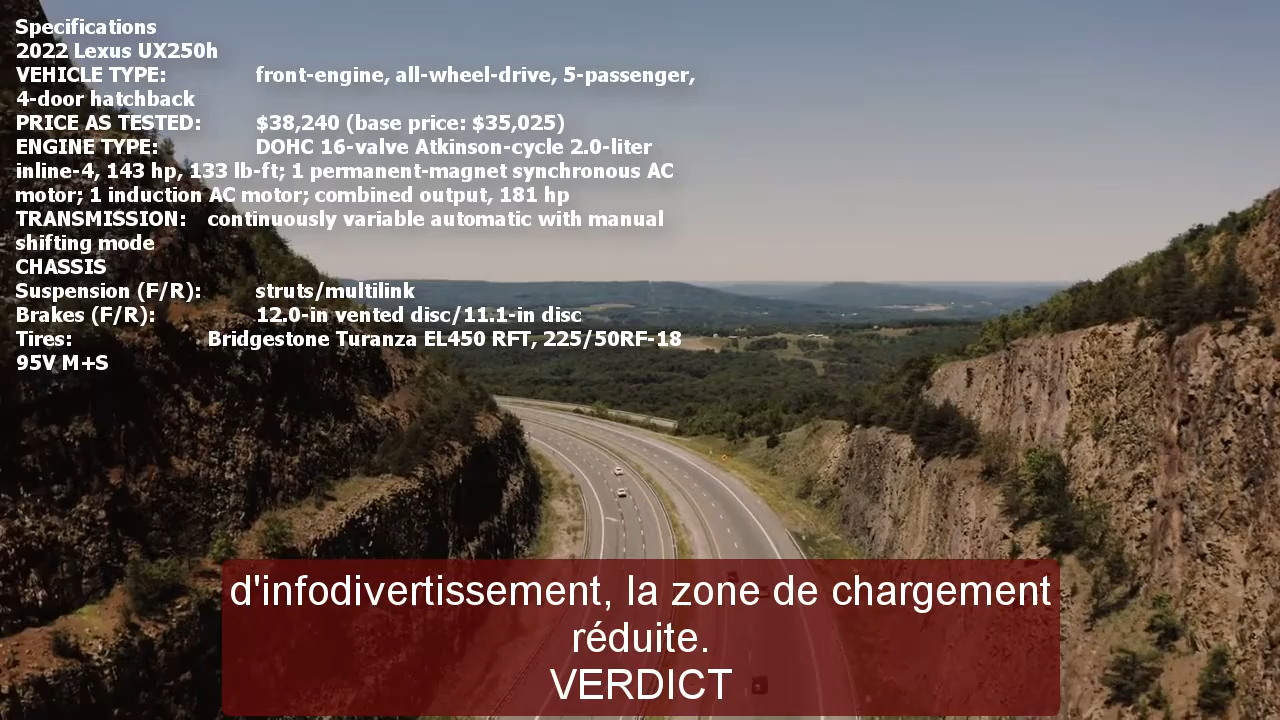 Specifications
2022 Lexus UX250h
VEHICLE TYPE: front-engine, all-wheel-drive, 5-passenger,
4-door hatchback
PRICE AS TESTED: $38,240 (base price: $35,025)
ENGINE TYPE: DOHC 16-valve Atkinson-cycle 2.0-liter
inline-4, 143 hp, 133 lb-ft; 1 permanent-magnet synchronous AC
motor; 1 induction AC motor; combined output, 181 hp
TRANSMISSION: continuously variable automatic with manual
shifting mode
CHASSIS
Suspension (F/R): struts/multilink
Brakes (F/R): 12.0-in vented disc/11.1-in disc
Tires: Bridgestone Turanza EL450 RFT, 225/50RF-18
95V M+S
d'infodivertissement, la zone de chargement
réduite.
VERDICT